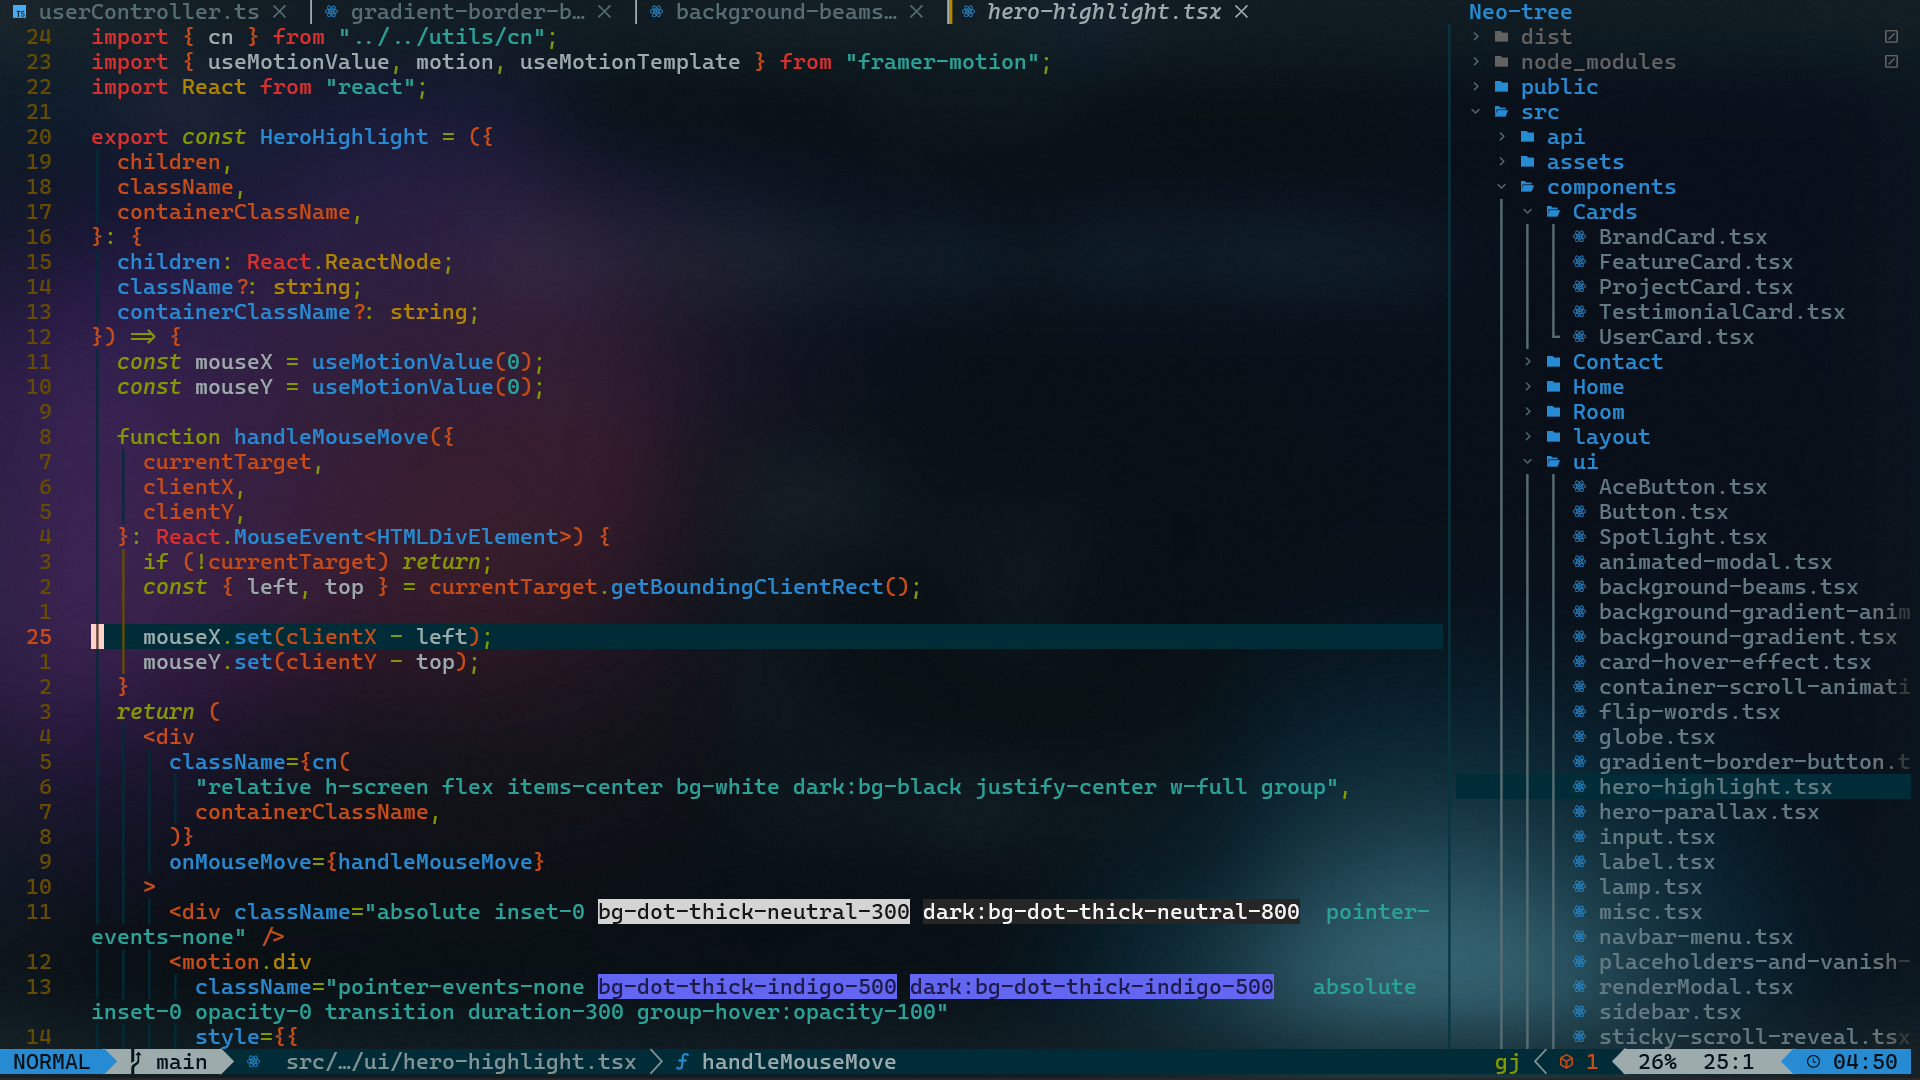 userController.ts
gradient-border-b…
background-beams…
hero-highlight.tsx
24 import { cn } from "../../utils/cn";
23 import { useMotionValue, motion, useMotionTemplate } from "framer-motion";
22 import React from "react";
21
20 export const HeroHighlight = ({
19 children,
18 className,
17 containerClassName,
16 }: {
15 children: React.ReactNode;
14 className?: string;
13 containerClassName?: string;
12 }) => {
11 const mouseX = useMotionValue(0);
10 const mouseY = useMotionValue(0);
9
8 function handleMouseMove({
7 currentTarget,
6 clientX,
5 clientY,
4 }: React.MouseEvent<HTMLDivElement>) {
3 if (!currentTarget) return;
2 const { left, top } = currentTarget.getBoundingClientRect();
1
25 mouseX.set(clientX - left);
1 mouseY.set(clientY - top);
2 }
3 return (
4 <div
5 className={cn(
6 "relative h-screen flex items-center bg-white dark:bg-black justify-center w-full group",
7 containerClassName,
8 )}
9 onMouseMove={handleMouseMove}
10 >
11 <div className="absolute inset-0 bg-dot-thick-neutral-300 dark:bg-dot-thick-neutral-800  pointer-
events-none" />
12 <motion.div
13 className="pointer-events-none bg-dot-thick-indigo-500 dark:bg-dot-thick-indigo-500   absolute
inset-0 opacity-0 transition duration-300 group-hover:opacity-100"
14 style={{
Neo-tree
dist
node_modules
public
src
api
assets
components
Cards
BrandCard.tsx
FeatureCard.tsx
ProjectCard.tsx
TestimonialCard.tsx
UserCard.tsx
Contact
Home
Room
layout
ui
AceButton.tsx
Button.tsx
Spotlight.tsx
animated-modal.tsx
background-beams.tsx
background-gradient-anim
background-gradient.tsx
card-hover-effect.tsx
container-scroll-animati
flip-words.tsx
globe.tsx
gradient-border-button.t
hero-highlight.tsx
hero-parallax.tsx
input.tsx
label.tsx
lamp.tsx
misc.tsx
navbar-menu.tsx
placeholders-and-vanish-
renderModal.tsx
sidebar.tsx
sticky-scroll-reveal.tsx
NORMAL main src/…/ui/hero-highlight.tsx f handleMouseMove gj 1 26% 25:1 04:50